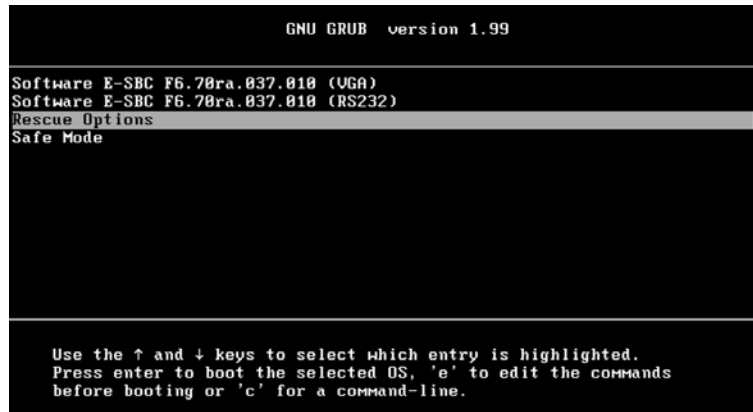 GNU GRUB version 1.99
Software E-SBC F6.70ra.037.010 (VGA)
Software E-SBC F6.70ra.037.010 (RS232)
Rescue Options
Safe Mode
Use the ↑ and ↓ keys to select which entry is highlighted.
Press enter to boot the selected OS, 'e' to edit the commands
before booting or 'c' for a command-line.